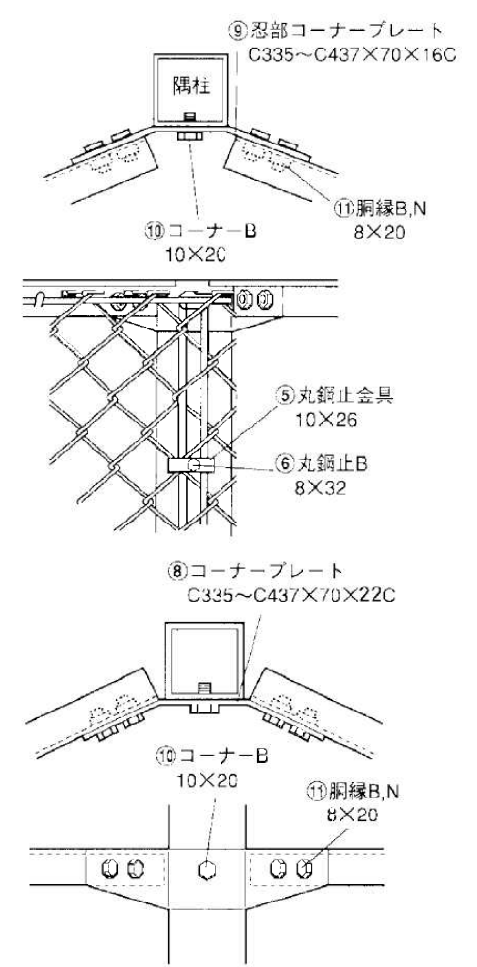 ⑨忍部コーナープレート
C335～C437×70×16C
隅柱
⑪胴縁B,N
8×20
⑩コーナーB
10×20
⑤丸鋼止金具
10×26
⑥丸鋼止B
8×32
⑧コーナープレート
C335～C437×70×22C
⑩コーナーB
10×20
⑪胴縁B,N
8×20